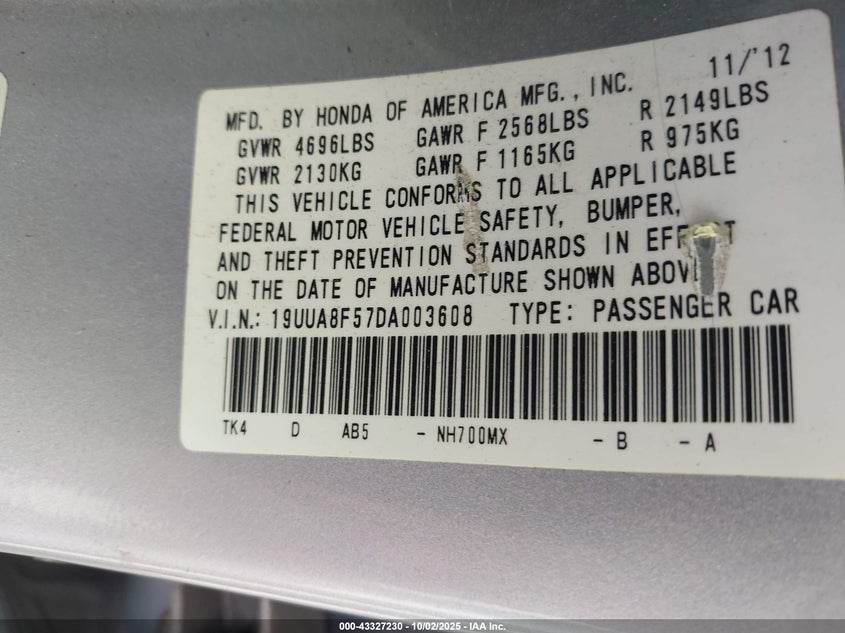 11/'12
MFD. BY HONDA OF AMERICA MFG., INC.
GVWR 4696LBS GAWR F 2568LBS R 2149LBS
GVWR 2130KG GAWR F 1165KG R 975KG
THIS VEHICLE CONFORMS TO ALL APPLICABLE
FEDERAL MOTOR VEHICLE SAFETY, BUMPER,
AND THEFT PREVENTION STANDARDS IN EFFECT
ON THE DATE OF MANUFACTURE SHOWN ABOVE
V.I.N.: 19UUA8F57DA003608 TYPE: PASSENGER CAR
TK4 D AB5 - NH700MX - B - A
000-43327230 - 10/02/2025 - IAA Inc.